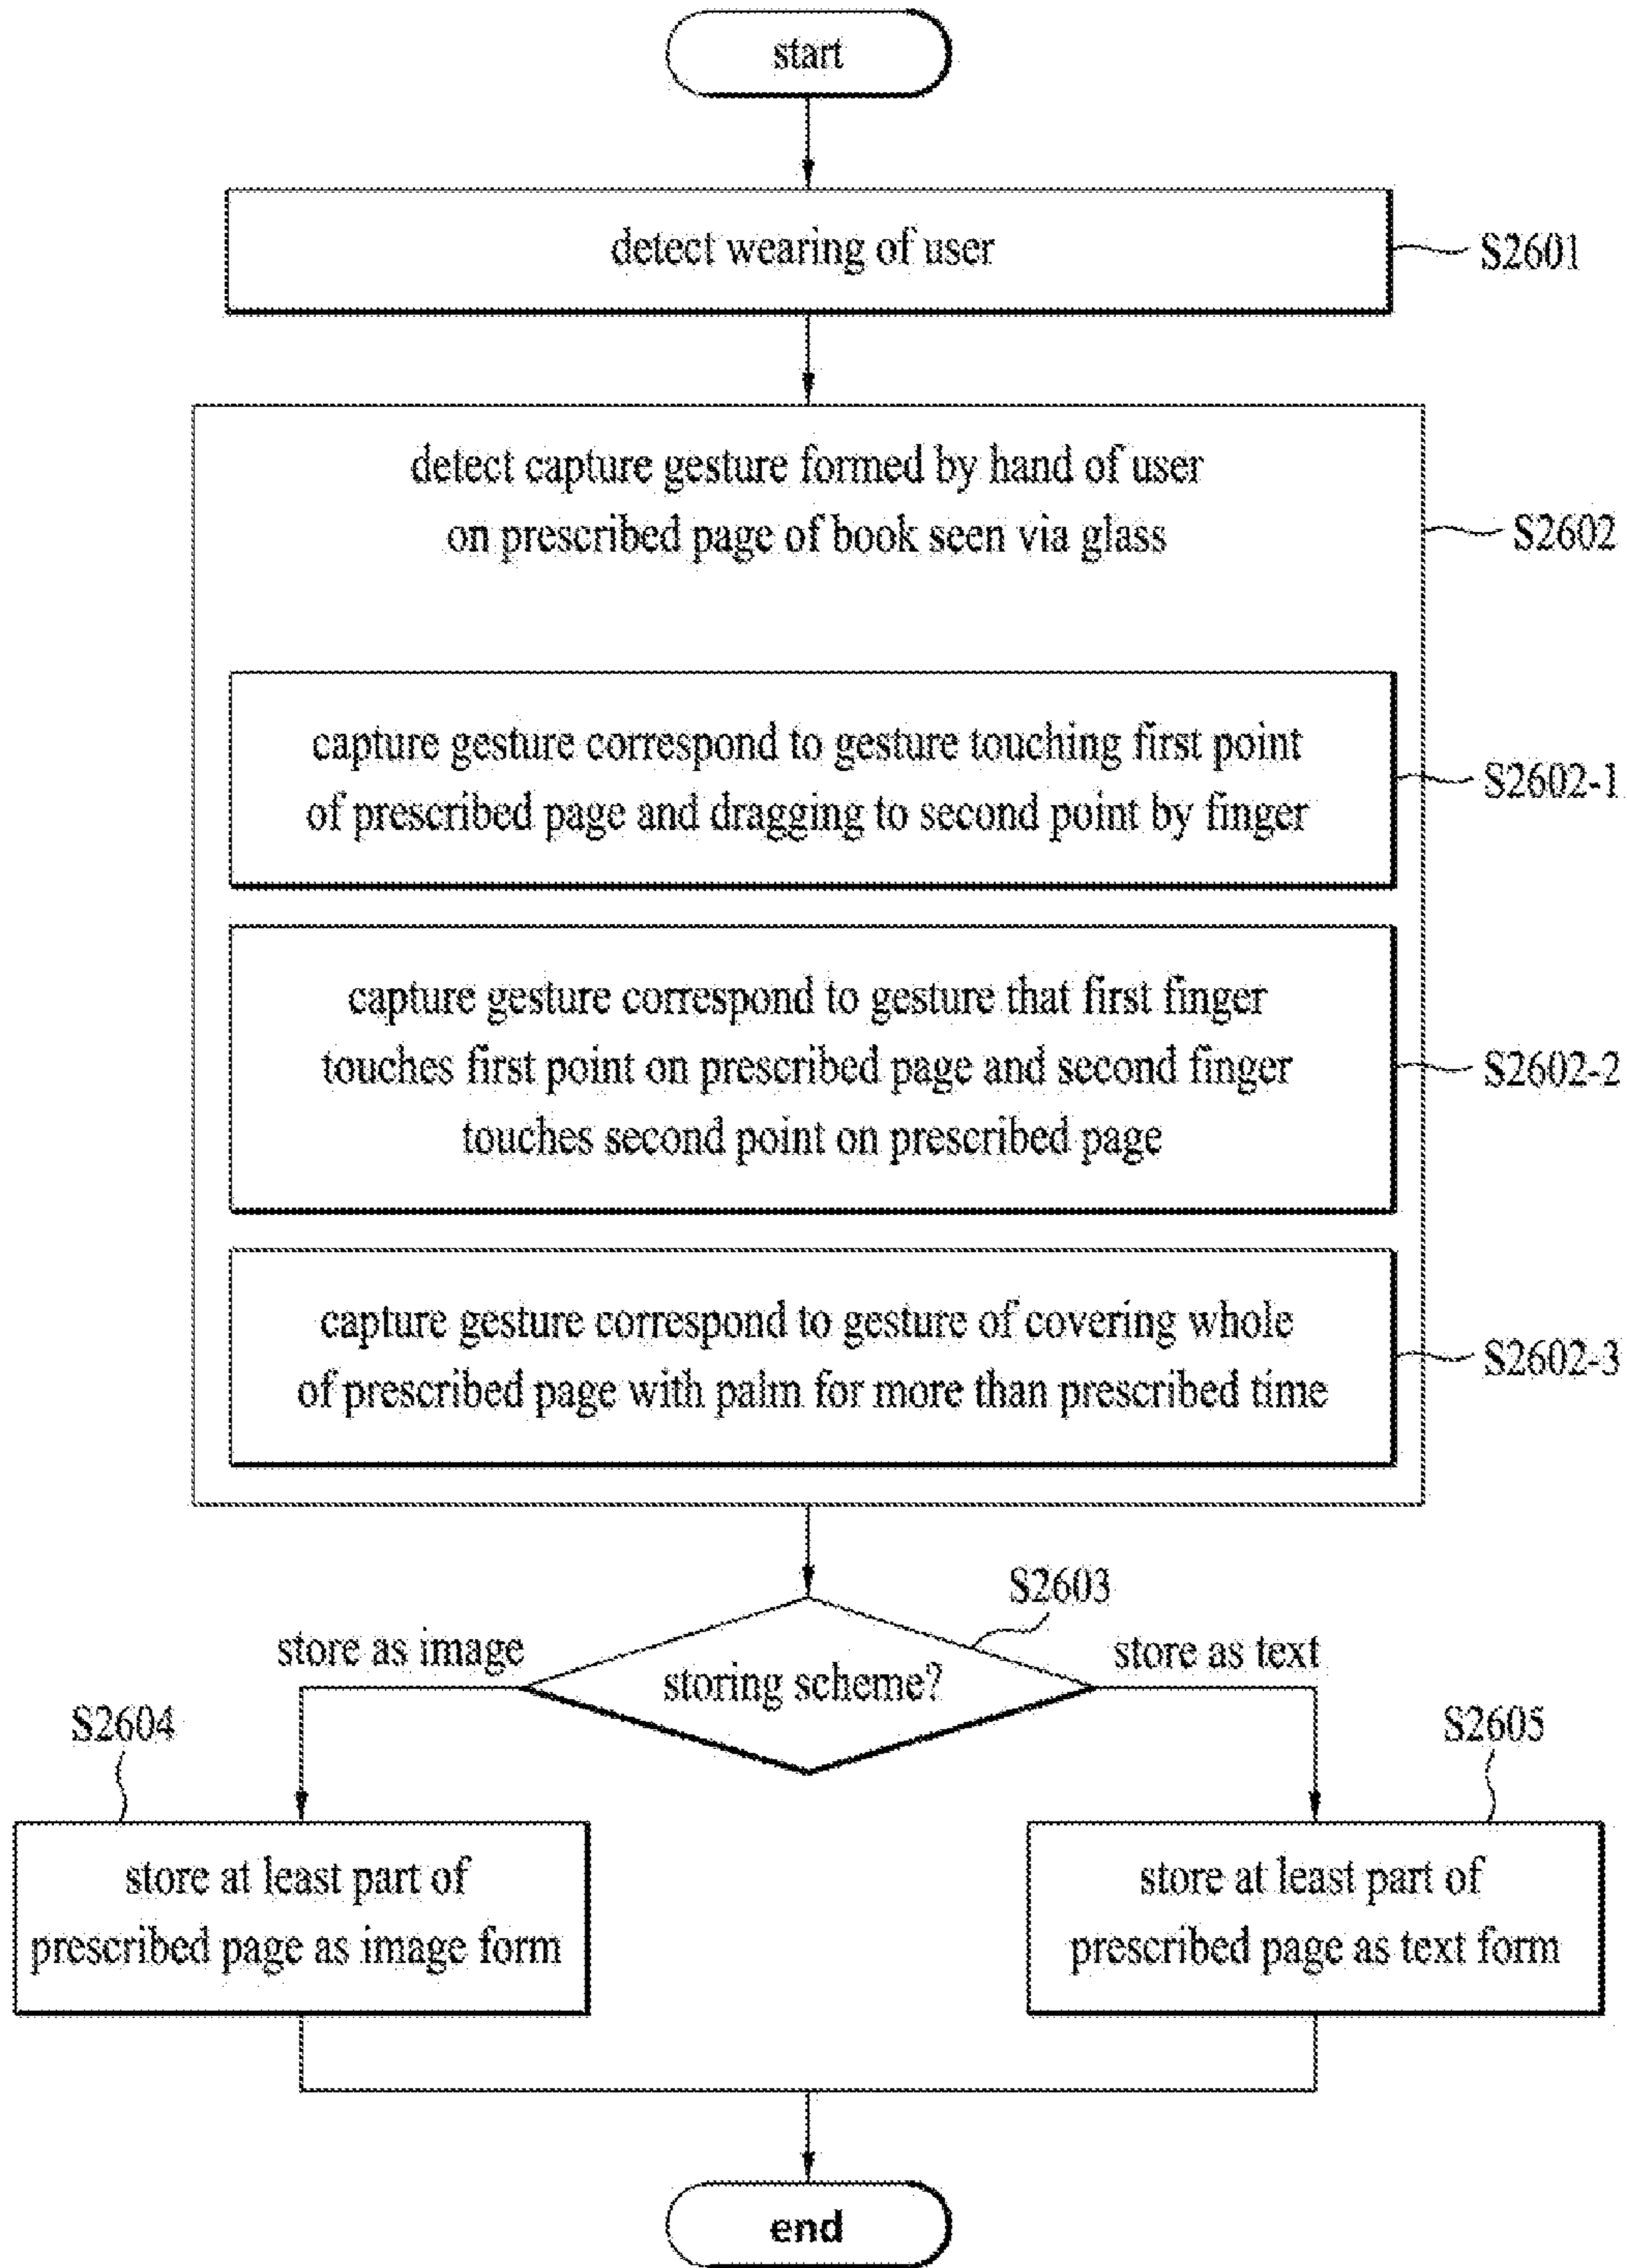 start
detect wearing of user
S2601
detect capture gesture formed by hand of user
on prescribed page of book seen via glass
S2602
capture gesture correspond to gesture touching first point
of prescribed page and dragging to second point by finger
S2602-1
capture gesture correspond to gesture that first finger
touches first point on prescribed page and second finger
touches second point on prescribed page
S2602-2
capture gesture correspond to gesture of covering whole
of prescribed page with palm for more than prescribed time
S2602-3
S2603
store as image
storing scheme?
store as text
S2604
store at least part of
prescribed page as image form
S2605
store at least part of
prescribed page as text form
end